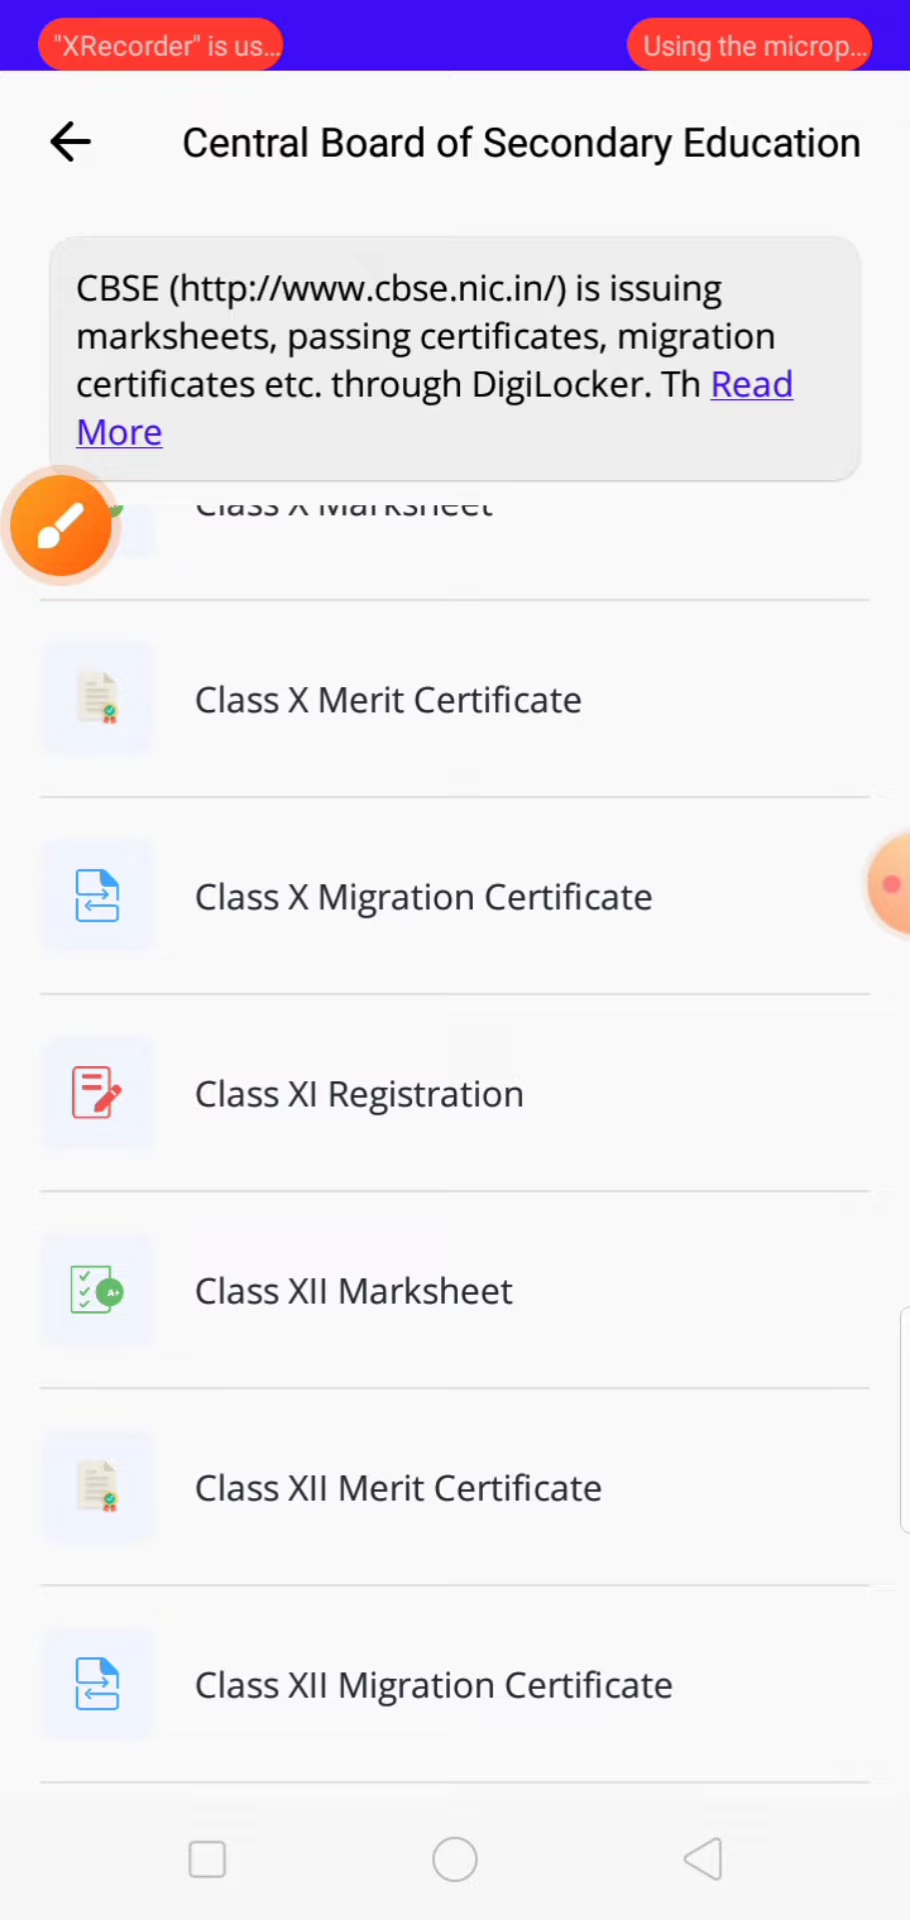 "XRecorder" is us...
Using the microp...
Central Board of Secondary Education
CBSE (http://www.cbse.nic.in/) is issuing
marksheets, passing certificates, migration
certificates etc. through DigiLocker. Th Read
More
Class X Marksheet
Class X Merit Certificate
Class X Migration Certificate
Class XI Registration
A+
Class XII Marksheet
Class XII Merit Certificate
Class XII Migration Certificate